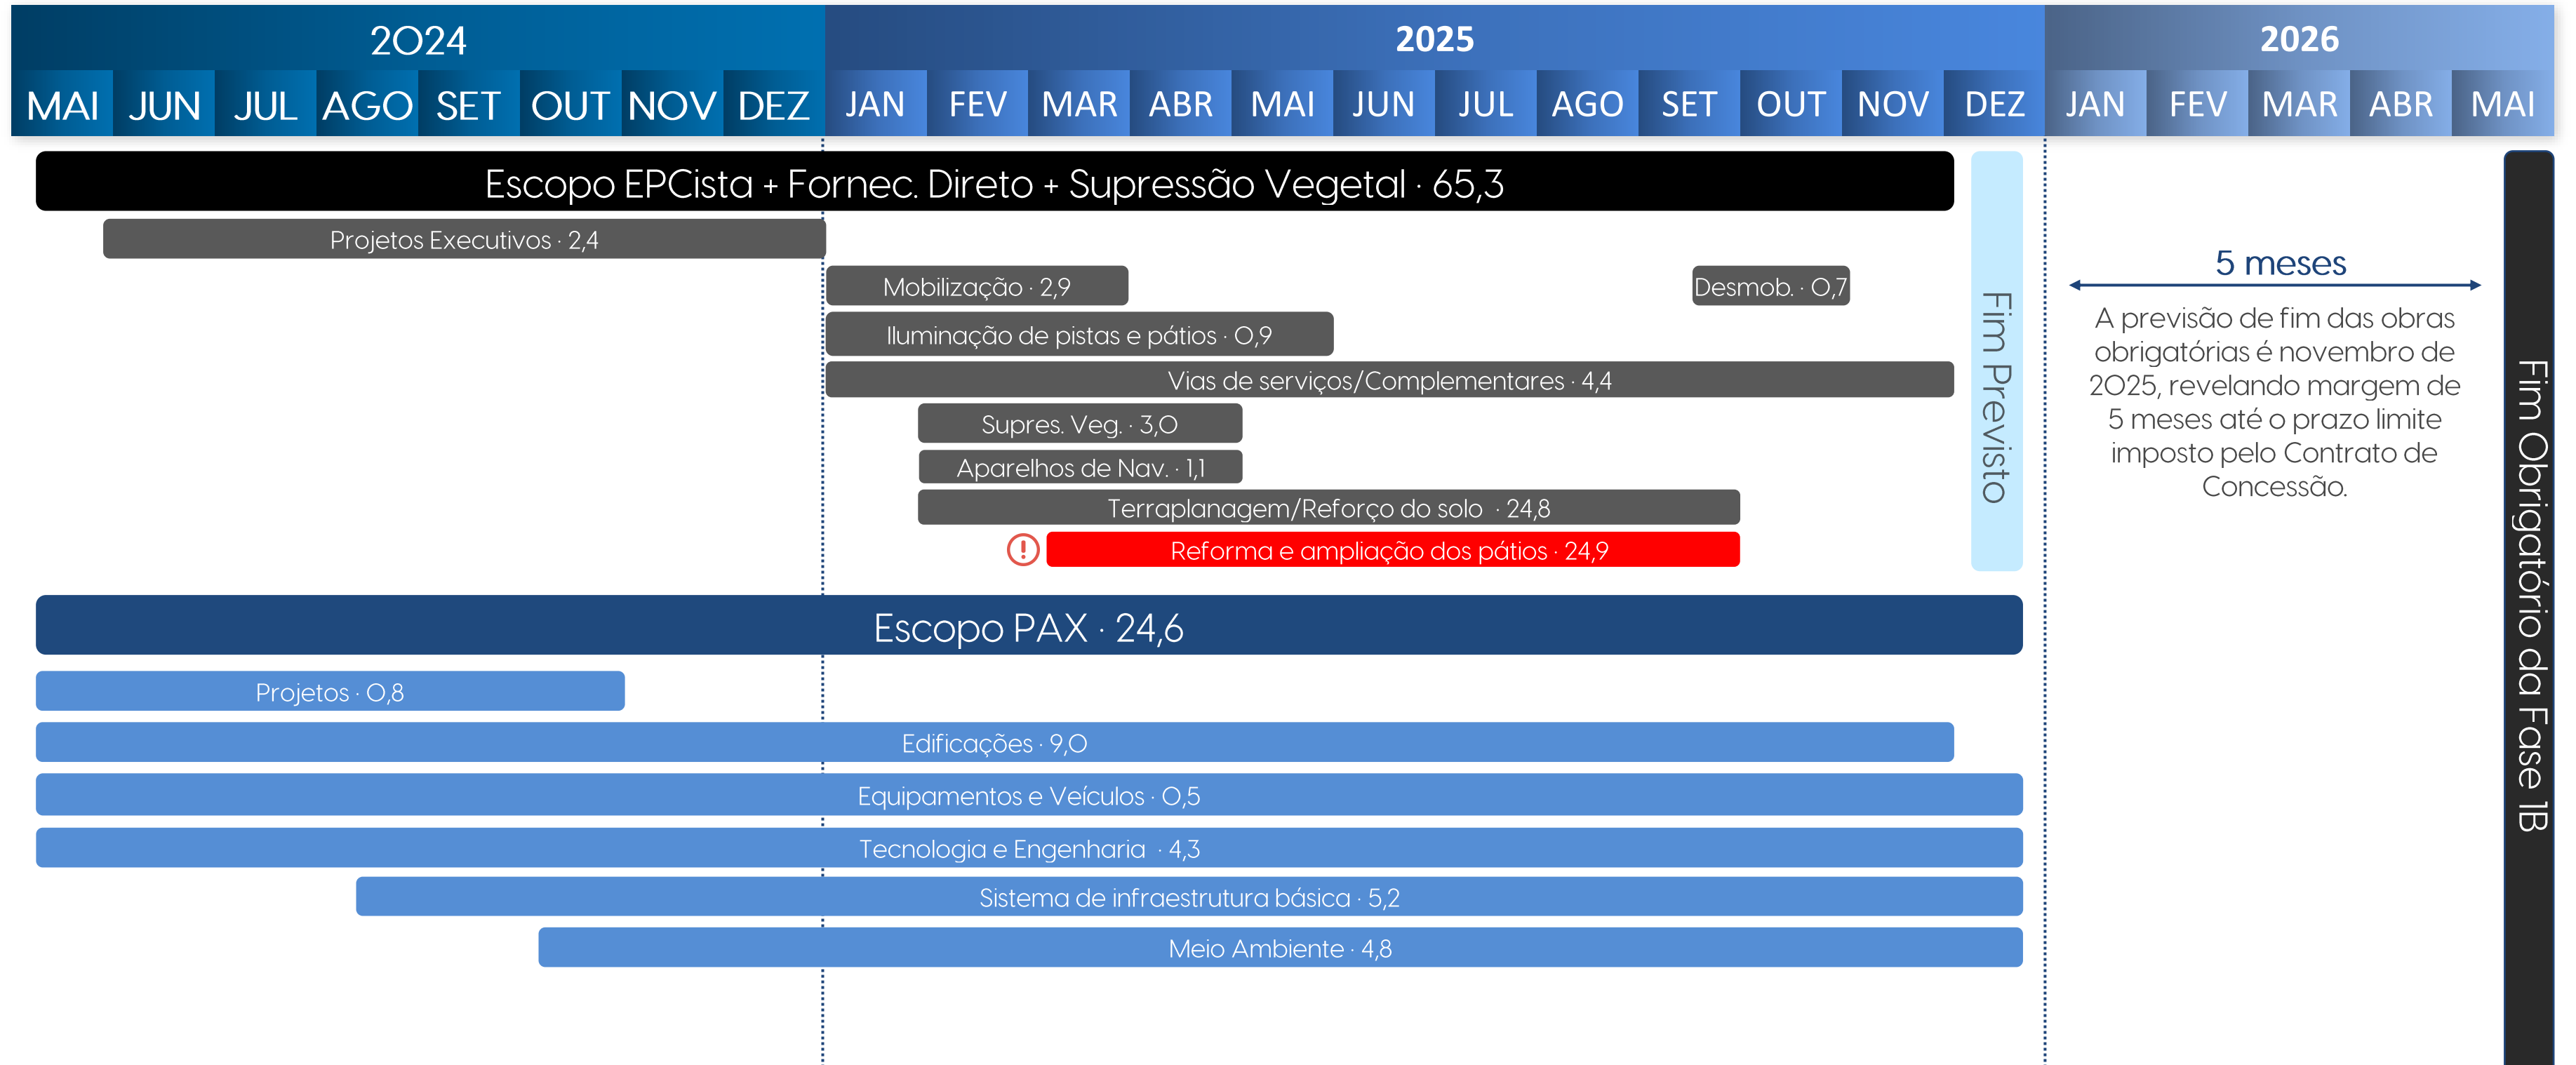 2024
2025
2026
MAI JUN JUL AGO SET OUT NOV DEZ JAN FEV MAR ABR MAI JUN JUL AGO SET OUT NOV DEZ JAN FEV MAR ABR MAI
Escopo EPCista + Fornec. Direto + Supressão Vegetal · 65,3
Projetos Executivos · 2,4
Mobilização · 2,9
Desmob. · 0,7
Iluminação de pistas e pátios · 0,9
Vias de serviços/Complementares · 4,4
Supres. Veg. · 3,0
Aparelhos de Nav. · 1,1
Terraplanagem/Reforço do solo · 24,8
Reforma e ampliação dos pátios · 24,9
Fim Previsto
5 meses
A previsão de fim das obras
obrigatórias é novembro de
2025, revelando margem de
5 meses até o prazo limite
imposto pelo Contrato de
Concessão.
Fim Obrigatório da Fase 1B
Escopo PAX · 24,6
Projetos · 0,8
Edificações · 9,0
Equipamentos e Veículos · 0,5
Tecnologia e Engenharia · 4,3
Sistema de infraestrutura básica · 5,2
Meio Ambiente · 4,8